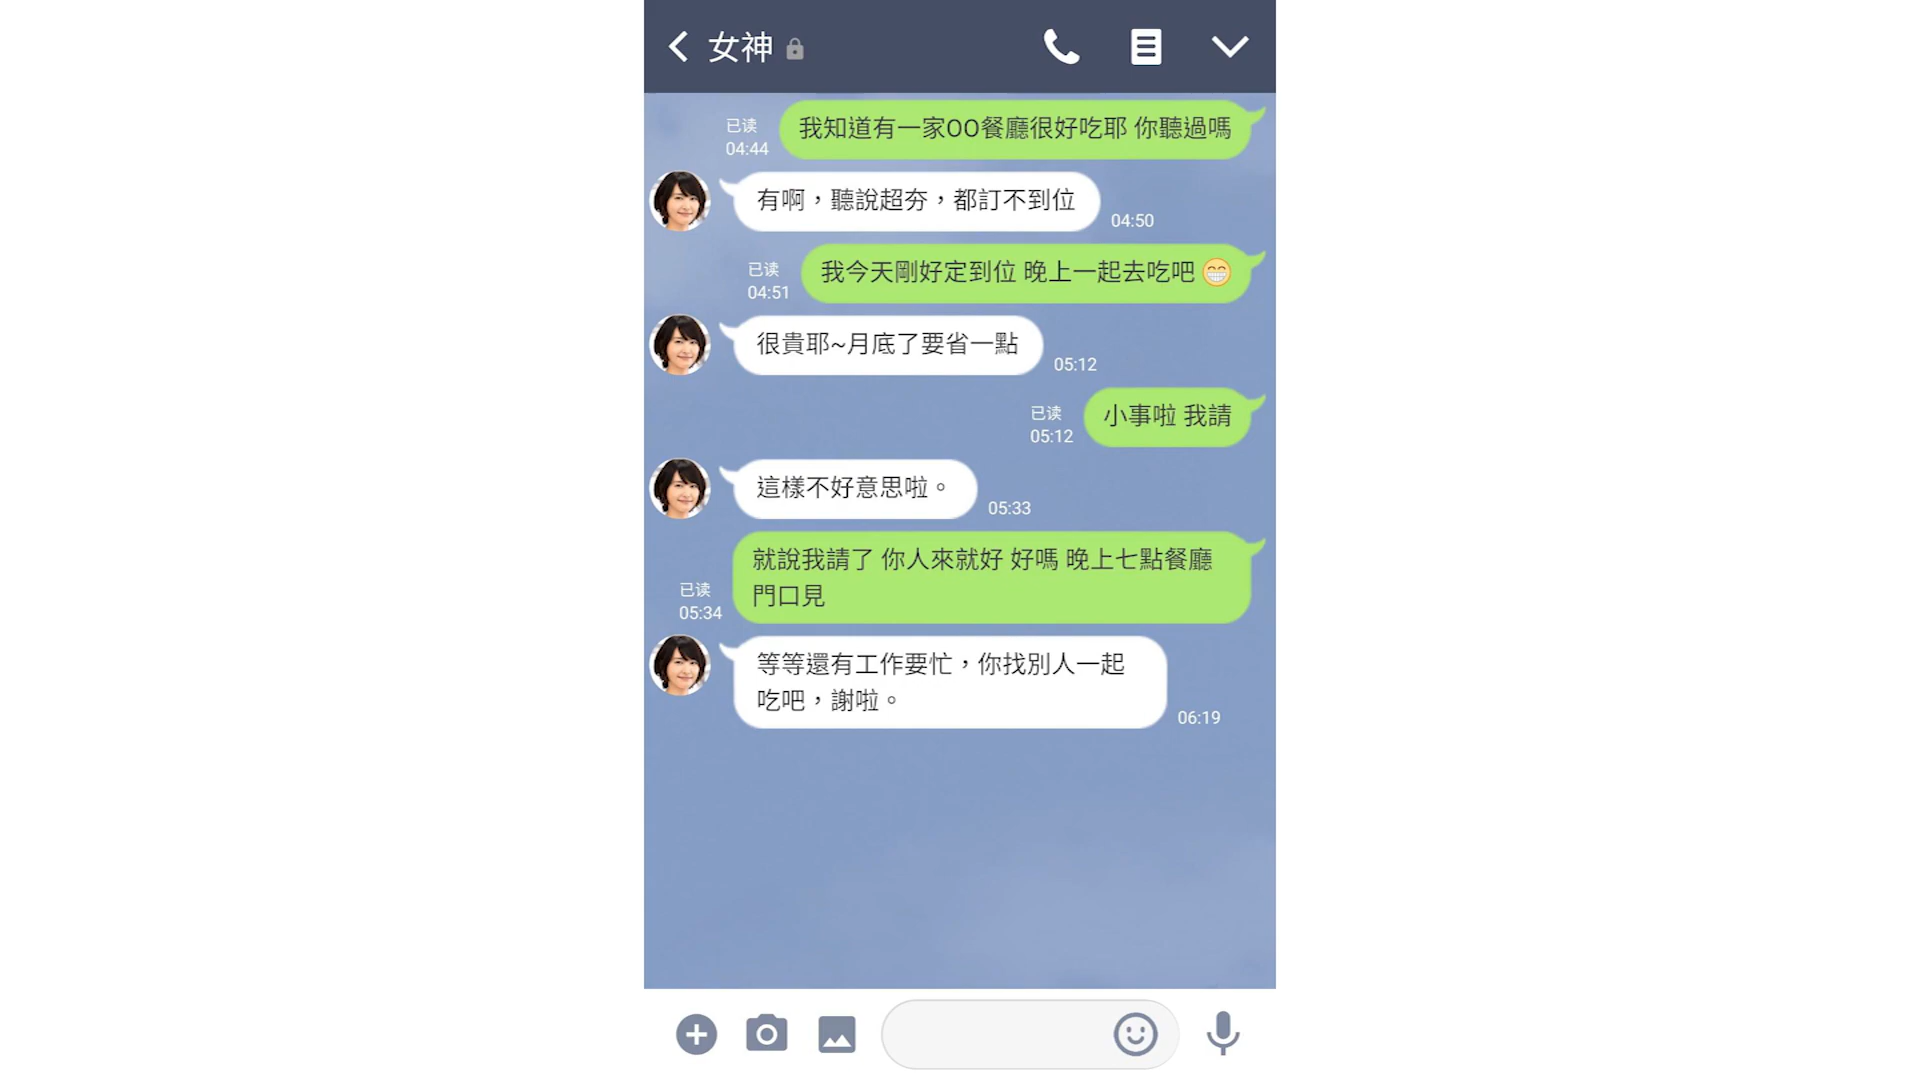 女神
我知道有一家OO餐廳很好吃耶 你聽過嗎
已读
04:44
有啊，聽說超夯，都訂不到位
04:50
我今天剛好定到位 晚上一起去吃吧 😁
已读
04:51
很貴耶~月底了要省一點
05:12
小事啦 我請
已读
05:12
這樣不好意思啦。
05:33
就說我請了 你人來就好 好嗎 晚上七點餐廳
門口見
已读
05:34
等等還有工作要忙，你找別人一起
吃吧，謝啦。
06:19